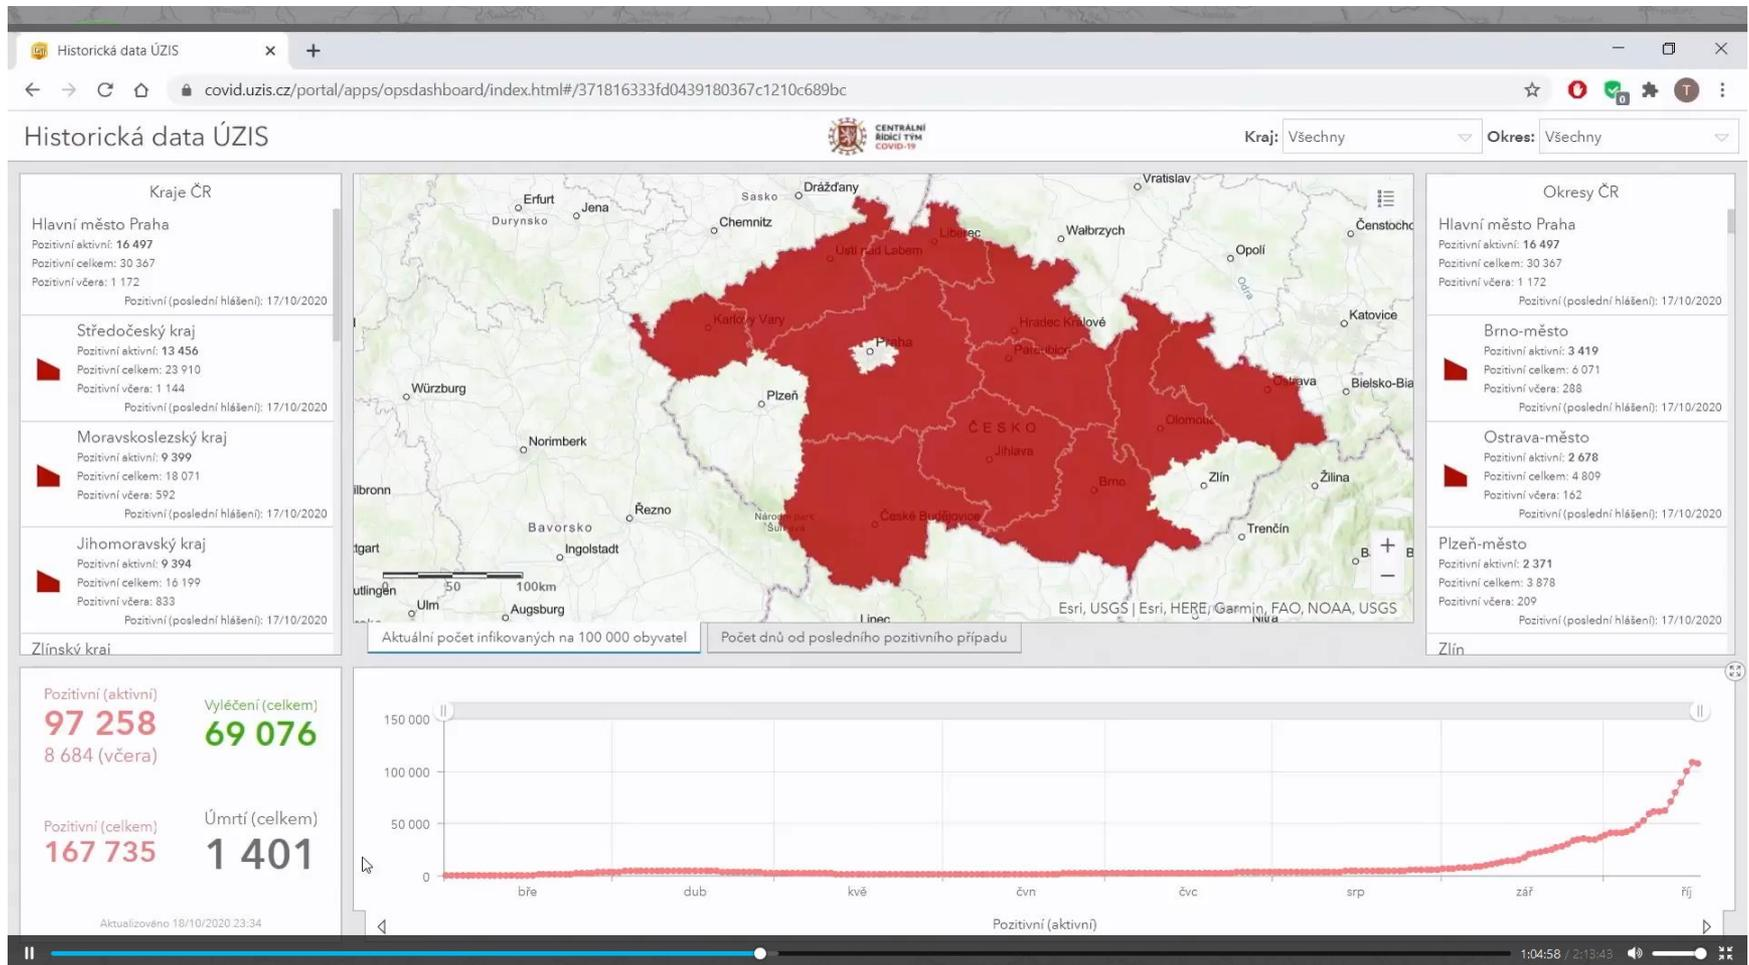 Historická data ÚZIS
covid.uzis.cz/portal/apps/opsdashboard/index.html#/371816333fd0439180367c1210c689bc
T
0
Historická data ÚZIS
CENTRÁLNÍ
ŘÍDICÍ TÝM
COVID-19
Kraj: Všechny
Okres: Všechny
Kraje ČR
Hlavní město Praha
Pozitivní aktivní: 16 497
Pozitivní celkem: 30 367
Pozitivní včera: 1 172
Pozitivní (poslední hlášení): 17/10/2020
Středočeský kraj
Pozitivní aktivní: 13 456
Pozitivní celkem: 23 910
Pozitivní včera: 1 144
Pozitivní (poslední hlášení): 17/10/2020
Moravskoslezský kraj
Pozitivní aktivní: 9 399
Pozitivní celkem: 18 071
Pozitivní včera: 592
Pozitivní (poslední hlášení): 17/10/2020
Jihomoravský kraj
Pozitivní aktivní: 9 394
Pozitivní celkem: 16 199
Pozitivní včera: 833
Pozitivní (poslední hlášení): 17/10/2020
Zlínský kraj
Vratislav
Drážďany
Sasko
Erfurt
Jena
Durynsko
Chemnitz
Liberec
Wałbrzych
Čenstocho
Ústí nad Labem
Opolí
Odra
Karlovy Vary
Hradec Králové
Katovice
Praha
Pardubice
Würzburg
Plzeň
Ostrava
Bielsko-Bia
Olomouc
ČESKO
Norimberk
Jihlava
Zlín
Žilina
ilbronn
Brno
Řezno
Národní park
Šumava
České Budějovice
Bavorsko
Trenčín
tgart
Ingolstadt
B
B
+
0 50 100km
−
utlingen
Ulm
Augsburg
Linec
Nitra
Esri, USGS | Esri, HERE, Garmin, FAO, NOAA, USGS
Aktuální počet infikovaných na 100 000 obyvatel
Počet dnů od posledního pozitivního případu
Okresy ČR
Hlavní město Praha
Pozitivní aktivní: 16 497
Pozitivní celkem: 30 367
Pozitivní včera: 1 172
Pozitivní (poslední hlášení): 17/10/2020
Brno-město
Pozitivní aktivní: 3 419
Pozitivní celkem: 6 071
Pozitivní včera: 288
Pozitivní (poslední hlášení): 17/10/2020
Ostrava-město
Pozitivní aktivní: 2 678
Pozitivní celkem: 4 809
Pozitivní včera: 162
Pozitivní (poslední hlášení): 17/10/2020
Plzeň-město
Pozitivní aktivní: 2 371
Pozitivní celkem: 3 878
Pozitivní včera: 209
Pozitivní (poslední hlášení): 17/10/2020
Zlín
Pozitivní (aktivní)
97 258
8 684 (včera)
Vyléčení (celkem)
69 076
Pozitivní (celkem)
167 735
Úmrtí (celkem)
1 401
Aktualizováno 18/10/2020 23:34
150 000
100 000
50 000
0
bře dub kvě čvn čvc srp zář říj
Pozitivní (aktivní)
1:04:58 / 2:13:43